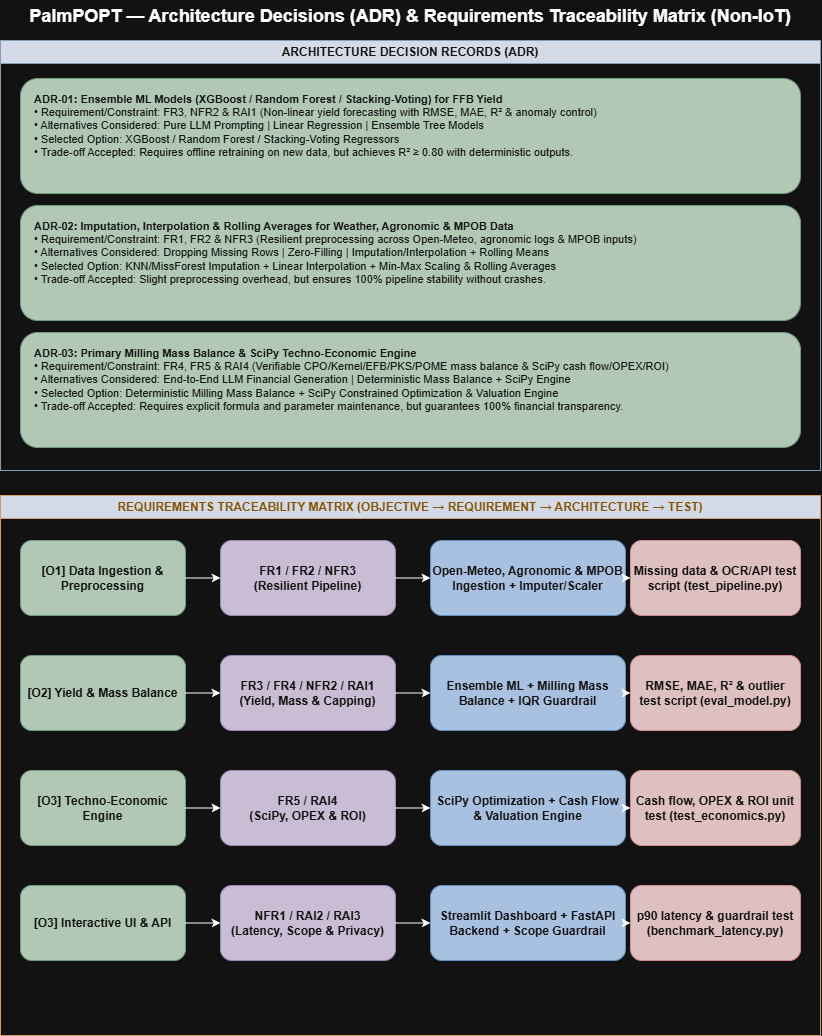 PalmPOPT — Architecture Decisions (ADR) & Requirements Traceability Matrix (Non-IoT)
ARCHITECTURE DECISION RECORDS (ADR)
ADR-01: Ensemble ML Models (XGBoost / Random Forest / Stacking-Voting) for FFB Yield
• Requirement/Constraint: FR3, NFR2 & RAI1 (Non-linear yield forecasting with RMSE, MAE, R² & anomaly control)
• Alternatives Considered: Pure LLM Prompting | Linear Regression | Ensemble Tree Models
• Selected Option: XGBoost / Random Forest / Stacking-Voting Regressors
• Trade-off Accepted: Requires offline retraining on new data, but achieves R² ≥ 0.80 with deterministic outputs.
ADR-02: Imputation, Interpolation & Rolling Averages for Weather, Agronomic & MPOB Data
• Requirement/Constraint: FR1, FR2 & NFR3 (Resilient preprocessing across Open-Meteo, agronomic logs & MPOB inputs)
• Alternatives Considered: Dropping Missing Rows | Zero-Filling | Imputation/Interpolation + Rolling Means
• Selected Option: KNN/MissForest Imputation + Linear Interpolation + Min-Max Scaling & Rolling Averages
• Trade-off Accepted: Slight preprocessing overhead, but ensures 100% pipeline stability without crashes.
ADR-03: Primary Milling Mass Balance & SciPy Techno-Economic Engine
• Requirement/Constraint: FR4, FR5 & RAI4 (Verifiable CPO/Kernel/EFB/PKS/POME mass balance & SciPy cash flow/OPEX/ROI)
• Alternatives Considered: End-to-End LLM Financial Generation | Deterministic Mass Balance + SciPy Engine
• Selected Option: Deterministic Milling Mass Balance + SciPy Constrained Optimization & Valuation Engine
• Trade-off Accepted: Requires explicit formula and parameter maintenance, but guarantees 100% financial transparency.
REQUIREMENTS TRACEABILITY MATRIX (OBJECTIVE → REQUIREMENT → ARCHITECTURE → TEST)
[O1] Data Ingestion &
Preprocessing
FR1 / FR2 / NFR3
(Resilient Pipeline)
Open-Meteo, Agronomic & MPOB
Ingestion + Imputer/Scaler
Missing data & OCR/API test
script (test_pipeline.py)
[O2] Yield & Mass Balance
FR3 / FR4 / NFR2 / RAI1
(Yield, Mass & Capping)
Ensemble ML + Milling Mass
Balance + IQR Guardrail
RMSE, MAE, R² & outlier
test script (eval_model.py)
[O3] Techno-Economic
Engine
FR5 / RAI4
(SciPy, OPEX & ROI)
SciPy Optimization + Cash Flow
& Valuation Engine
Cash flow, OPEX & ROI unit
test (test_economics.py)
[O3] Interactive UI & API
NFR1 / RAI2 / RAI3
(Latency, Scope & Privacy)
Streamlit Dashboard + FastAPI
Backend + Scope Guardrail
p90 latency & guardrail test
(benchmark_latency.py)